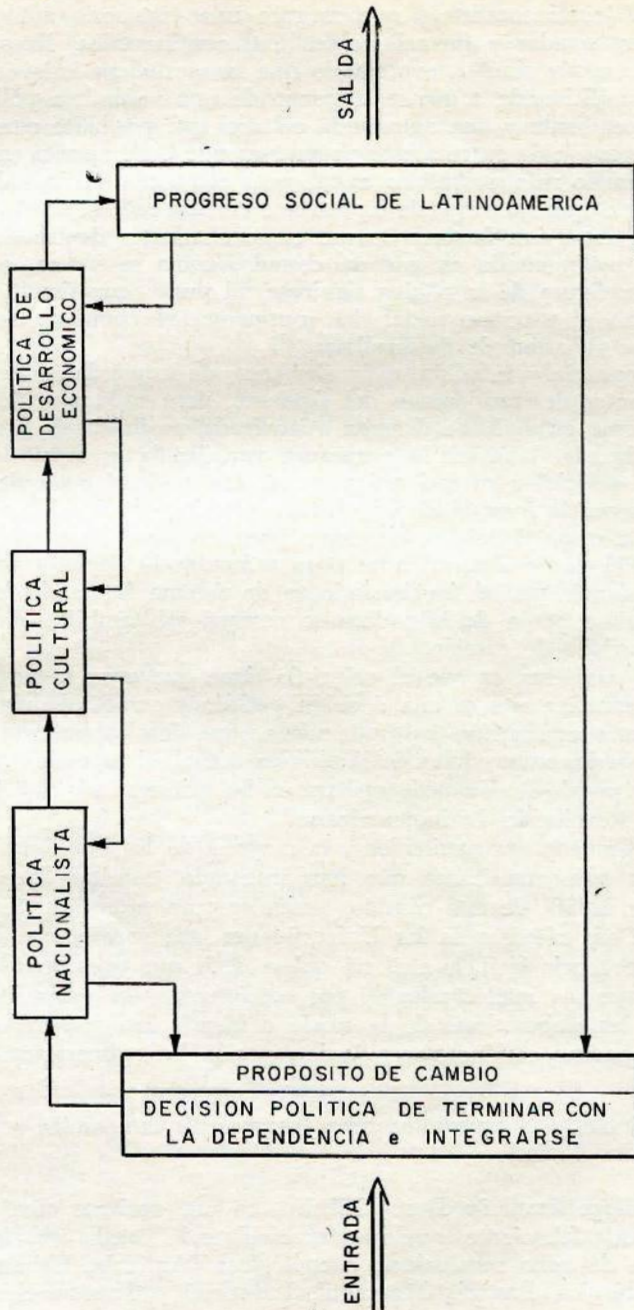 SALIDA
PROGRESO SOCIAL DE LATINOAMERICA
POLITICA DE
DESARROLLO
ECONOMICO
POLITICA
CULTURAL
POLITICA
NACIONALISTA
PROPOSITO DE CAMBIO
DECISION POLITICA DE TERMINAR CON
LA DEPENDENCIA e INTEGRARSE
ENTRADA